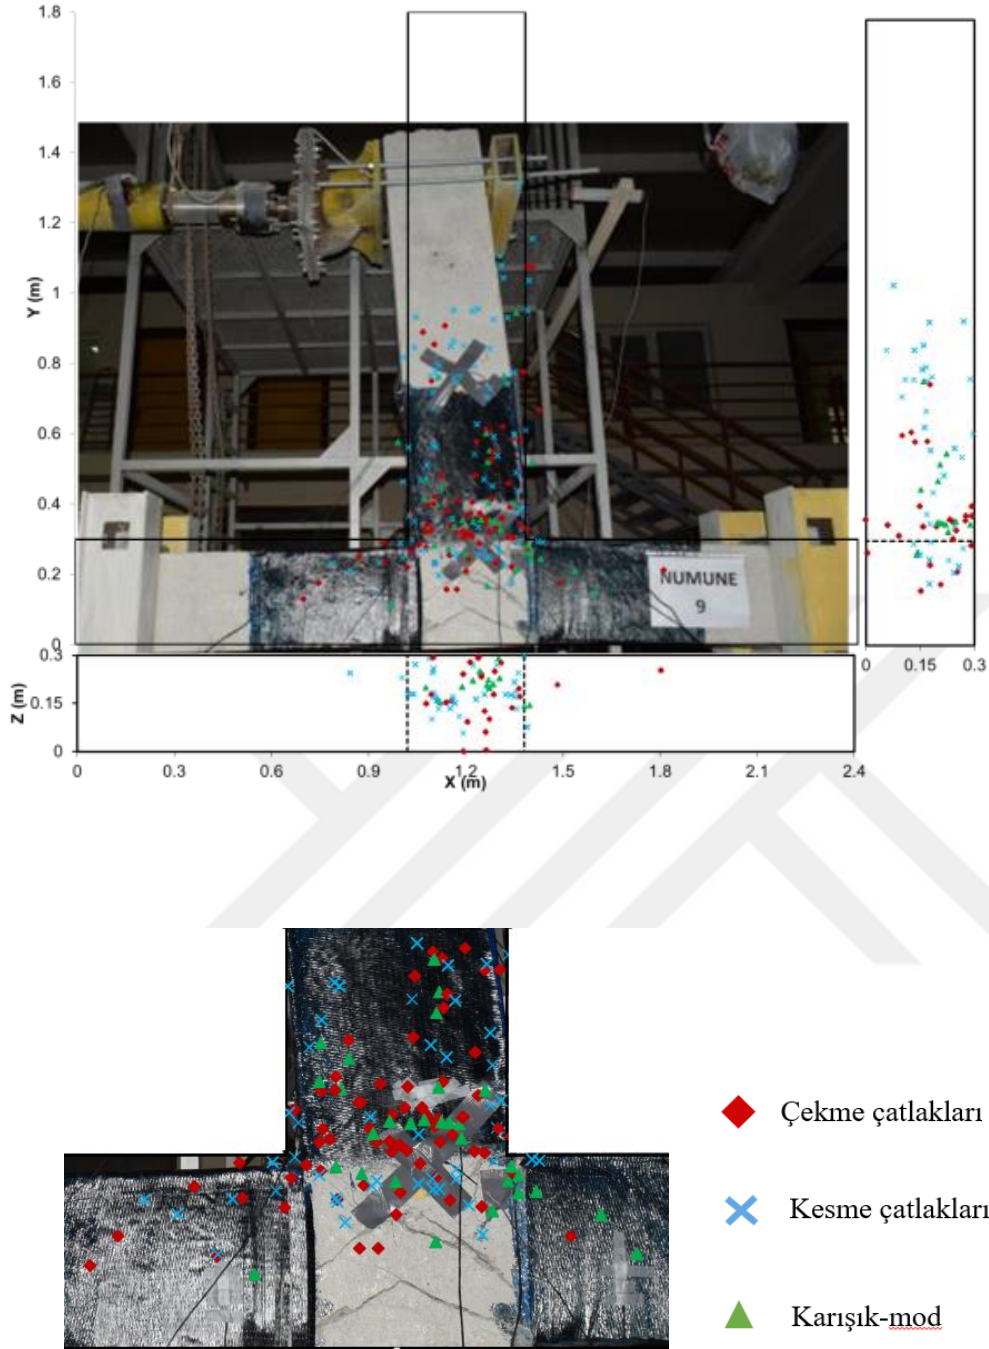 1.8
1.6
1.4
1.2
1
0.8
0.6
0.4
0.2
0
Y (m)
NUMUNE
9
0 0.15 0.3
0.3
0.15
0
Z (m)
0 0.3 0.6 0.9 1.2 1.5 1.8 2.1 2.4
X (m)
Çekme çatlakları
Kesme çatlakları
Karışık-mod